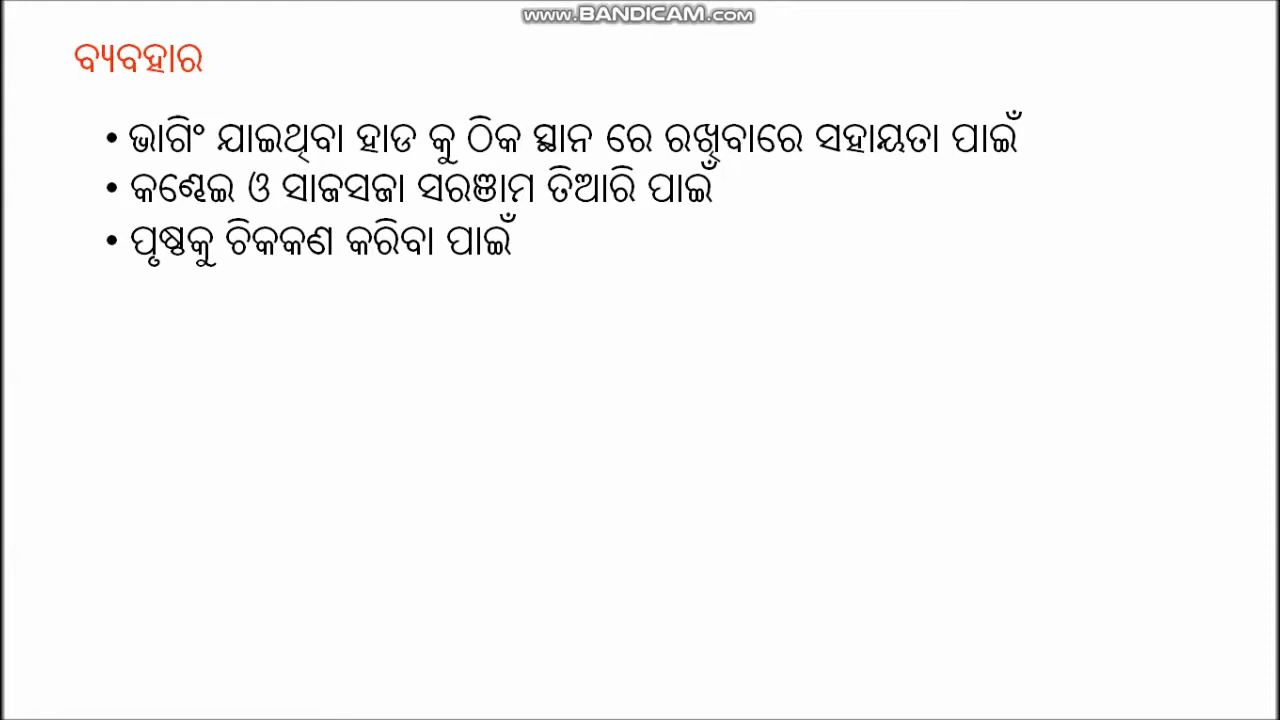 www.BANDICAM.com
ବ୍ୟବହାର
• ଭାଗିଂ ଯାଇଥିବା ହାଡ କୁ ଠିକ ସ୍ଥାନ ରେ ରଖିବାରେ ସହାୟତା ପାଇଁ
• କଣ୍ଢେଇ ଓ ସାଜସଜା ସରଞାମ ତିଆରି ପାଇଁ
• ପୃଷ୍ଠକୁ ଚିକକଣ କରିବା ପାଇଁ